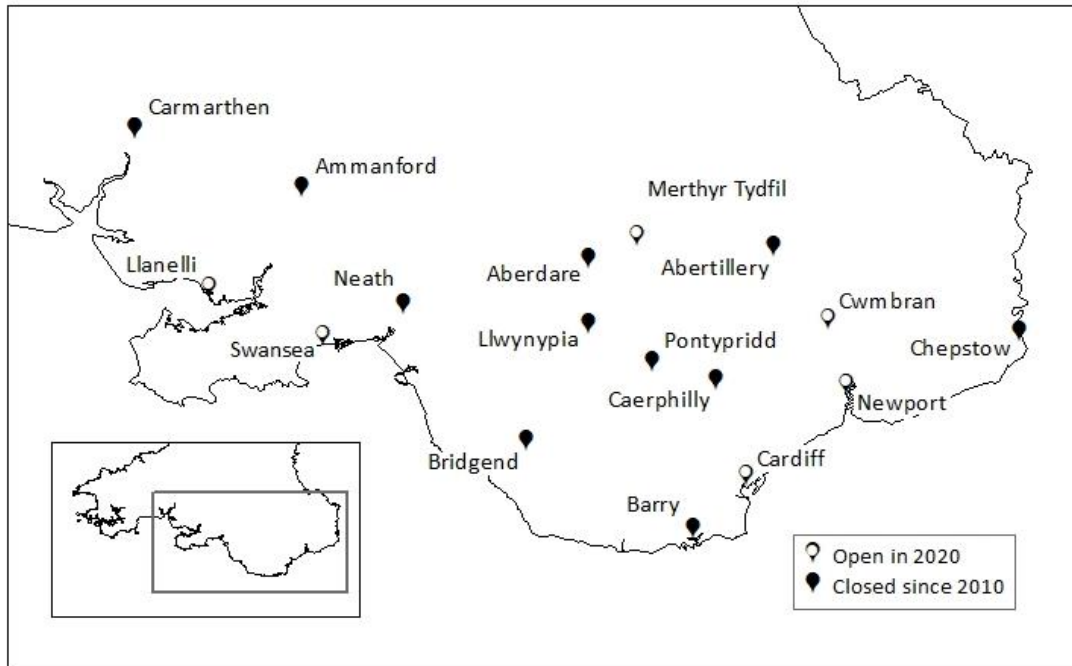 Carmarthen
Ammanford
Merthyr Tydfil
Llanelli
Neath
Aberdare
Abertillery
Cwmbran
Swansea
Llwynypia
Pontypridd
Chepstow
Caerphilly
Newport
Bridgend
Cardiff
Barry
Open in 2020
Closed since 2010